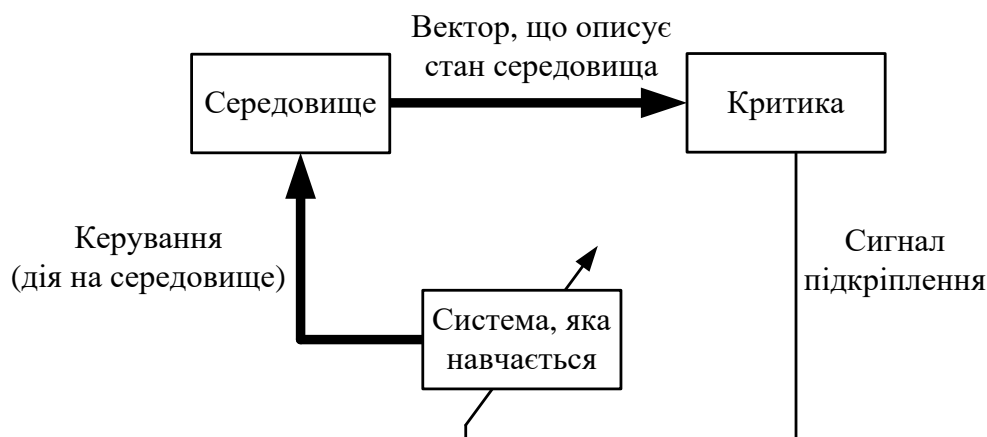 Вектор, що описує
стан середовища
Середовище
Критика
Керування
(дія на середовище)
Сигнал
підкріплення
Система, яка
навчається